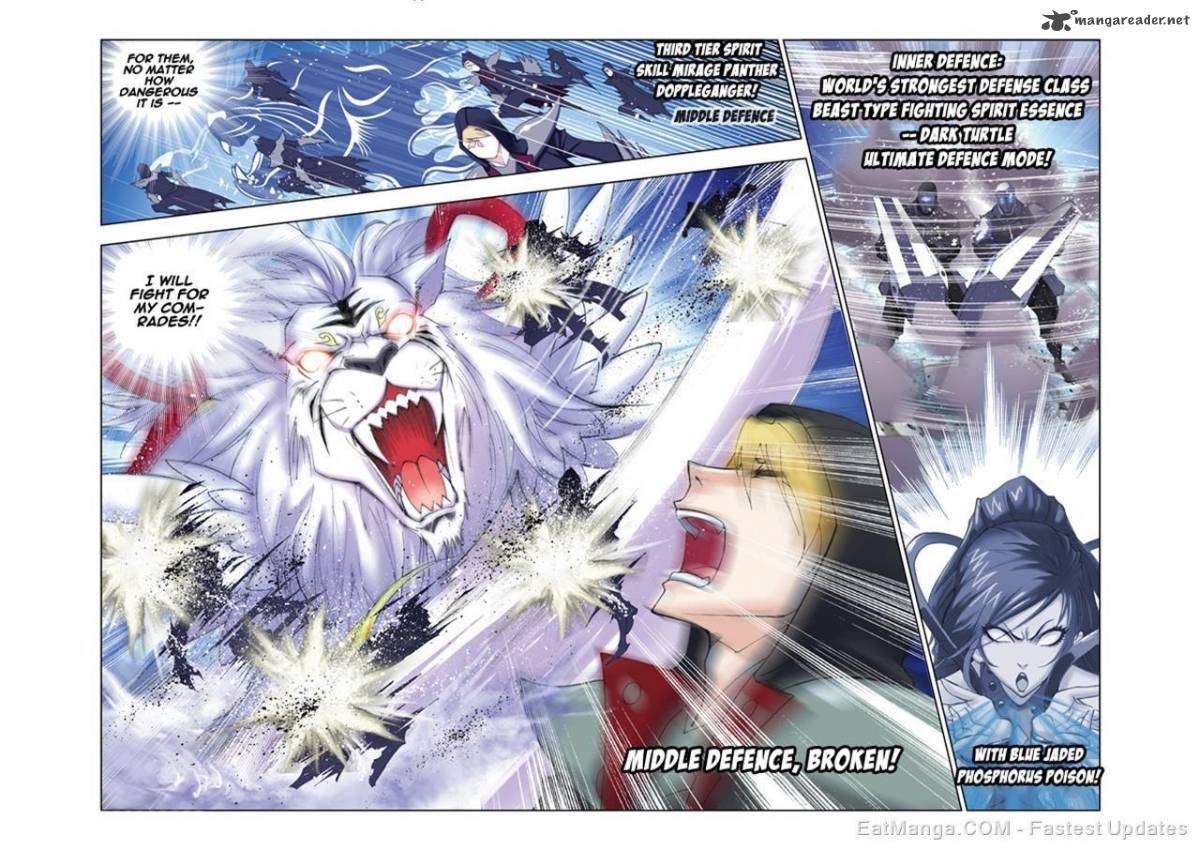 mangareader.net
FOR THEM,
NO MATTER
HOW
DANGEROUS
IT IS --
THIRD TIER SPIRIT
SKILL MIRAGE PANTHER
DOPPLEGANGER!
MIDDLE DEFENCE
I WILL
FIGHT FOR
MY COM-
RADES!!
MIDDLE DEFENCE, BROKEN!
INNER DEFENCE:
WORLD'S STRONGEST DEFENSE CLASS
BEAST TYPE FIGHTING SPIRIT ESSENCE
-- DARK TURTLE
ULTIMATE DEFENCE MODE!
WITH BLUE JADED
PHOSPHORUS POISON!
EatManga.COM - Fastest Updates